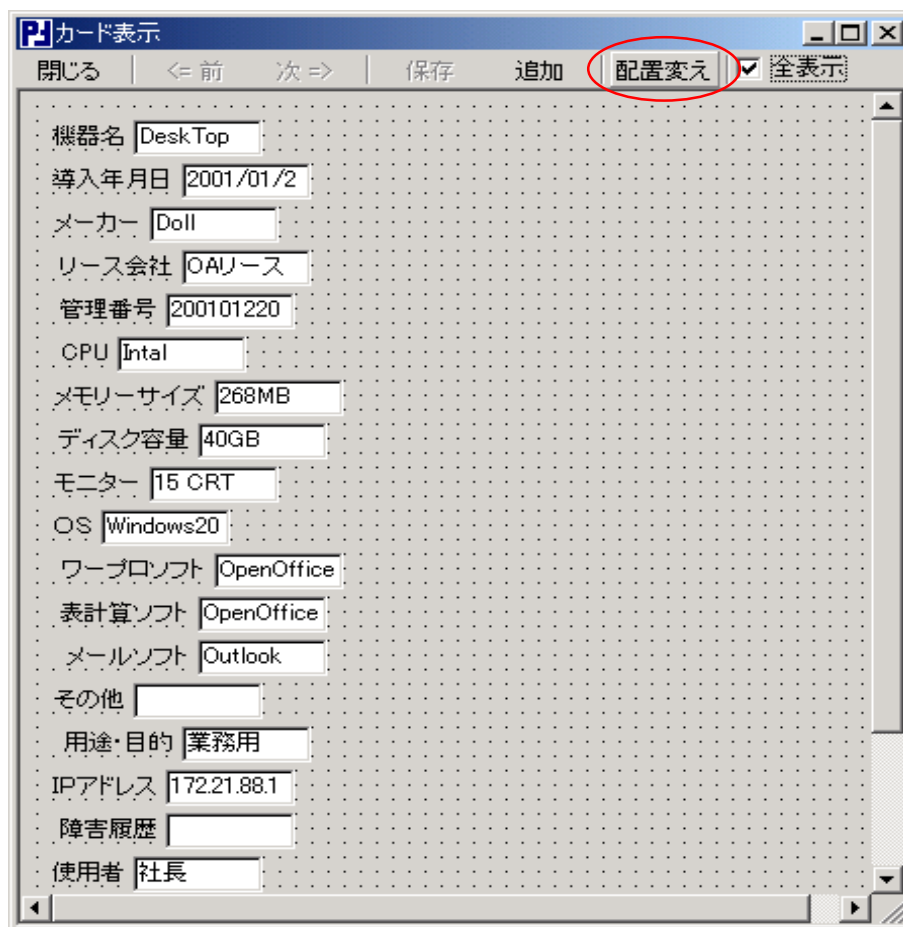 カード表示
閉じる <= 前 次 => 保存 追加 配置変え 全表示
機器名 DeskTop
導入年月日 2001/01/2
メーカー Doll
リース会社 OAリース
管理番号 200101220
CPU Intal
メモリーサイズ 268MB
ディスク容量 40GB
モニター 15 CRT
OS Windows20
ワープロソフト OpenOffice
表計算ソフト OpenOffice
メールソフト Outlook
その他
用途・目的 業務用
IPアドレス 172.21.88.1
障害履歴
使用者 社長